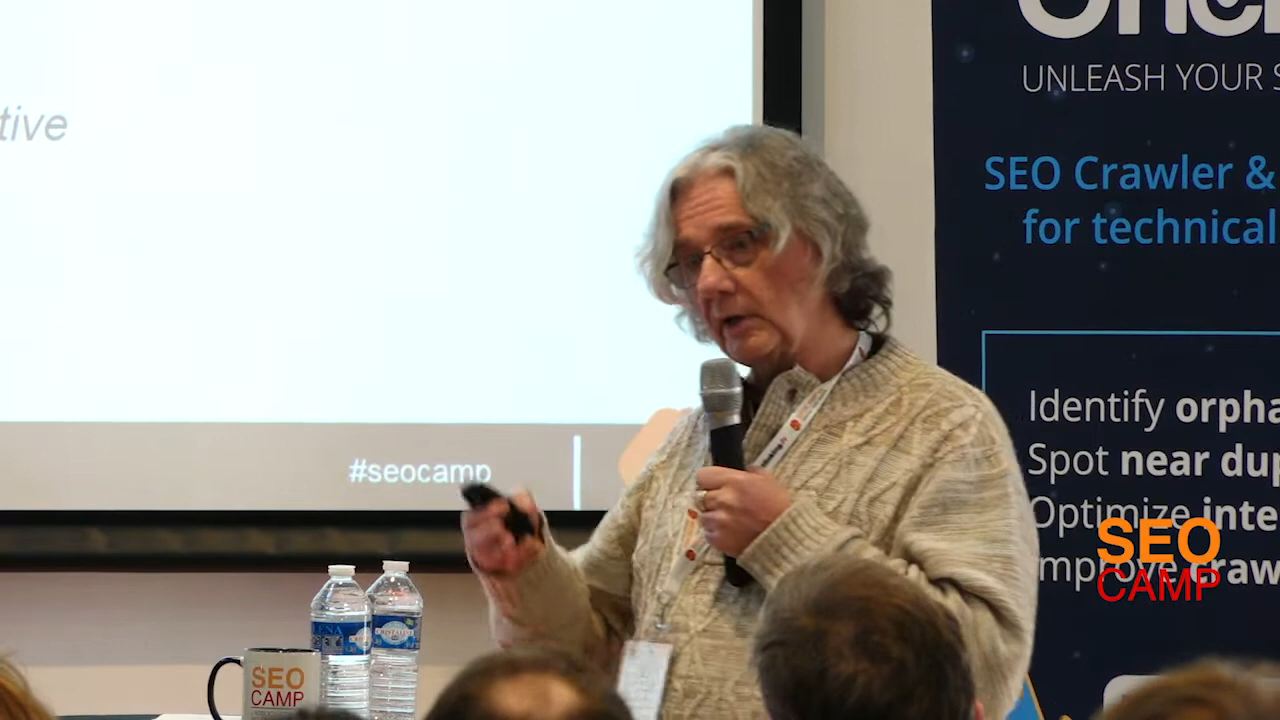 tive
#seocamp
UNLEASH YOUR S
SEO Crawler &
for technical
Identify orpha
Spot near dup
Optimize inte
mprove craw
SEO
CAMP
SEO
CAMP
CRISTALINE